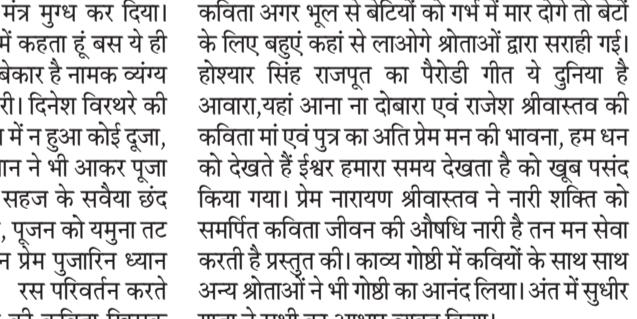 मंत्र मुग्ध कर दिया।
में कहता हूं बस ये ही
बेकार है नामक व्यंग्य
री। दिनेश विरथरे की
में न हुआ कोई दूजा,
ान ने भी आकर पूजा
सहज के सवैया छंद
, पूजन को यमुना तट
न प्रेम पुजारिन ध्यान
रस परिवर्तन करते
कविता अगर भूल से बेटियों को गर्भ में मार दोगे तो बेटों
के लिए बहुएं कहां से लाओगे श्रोताओं द्वारा सराही गई।
होश्यार सिंह राजपूत का पैरोडी गीत ये दुनिया है
आवारा,यहां आना ना दोबारा एवं राजेश श्रीवास्तव की
कविता मां एवं पुत्र का अति प्रेम मन की भावना, हम धन
को देखते हैं ईश्वर हमारा समय देखता है को खूब पसंद
किया गया। प्रेम नारायण श्रीवास्तव ने नारी शक्ति को
समर्पित कविता जीवन की औषधि नारी है तन मन सेवा
करती है प्रस्तुत की। काव्य गोष्ठी में कवियों के साथ साथ
अन्य श्रोताओं ने भी गोष्ठी का आनंद लिया। अंत में सुधीर